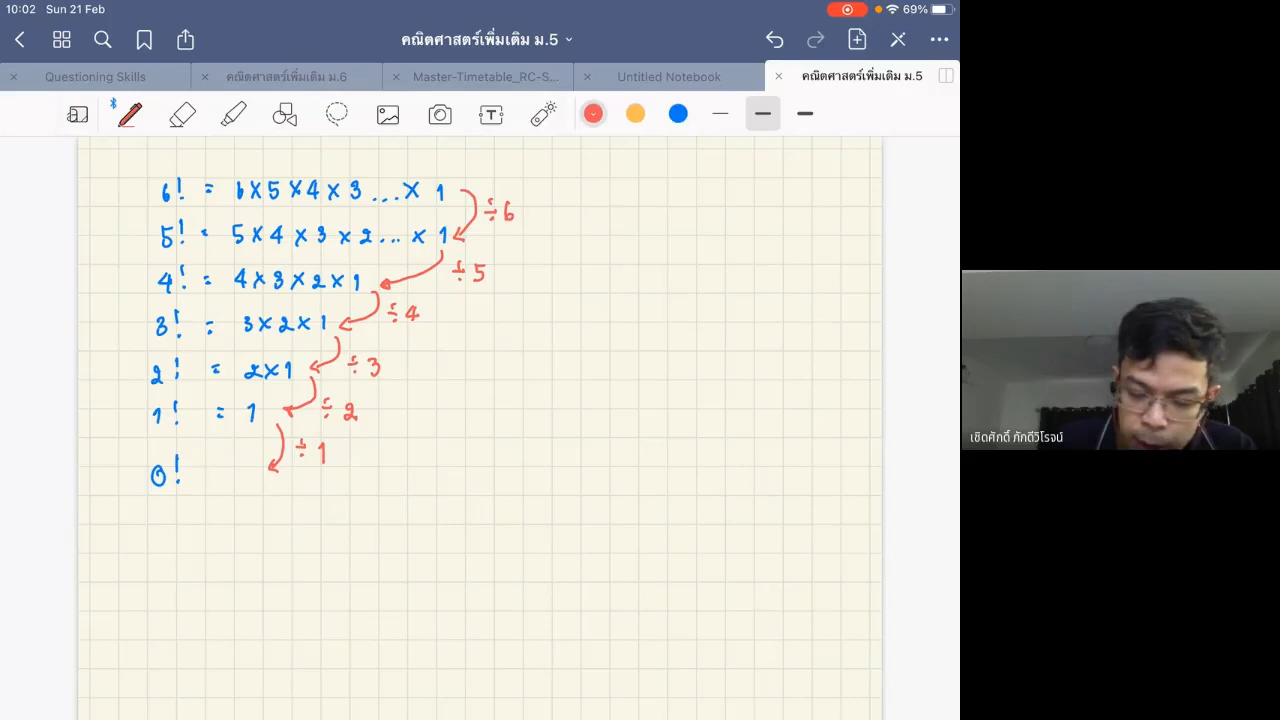 10:02 Sun 21 Feb
69%
คณิตศาสตร์เพิ่มเติม ม.5
Questioning Skills
คณิตศาสตร์เพิ่มเติม ม.6
Master-Timetable_RC-S...
Untitled Notebook
คณิตศาสตร์เพิ่มเติม ม.5
T
6! = 6 × 5 × 4 × 3 ... × 1
÷ 6
5! = 5 × 4 × 3 × 2 ... × 1
÷ 5
4! = 4 × 3 × 2 × 1
÷ 4
3! = 3 × 2 × 1
÷ 3
2! = 2 × 1
÷ 2
1! = 1
÷ 1
0!
เชิดศักดิ์ ภักดีวิโรจน์